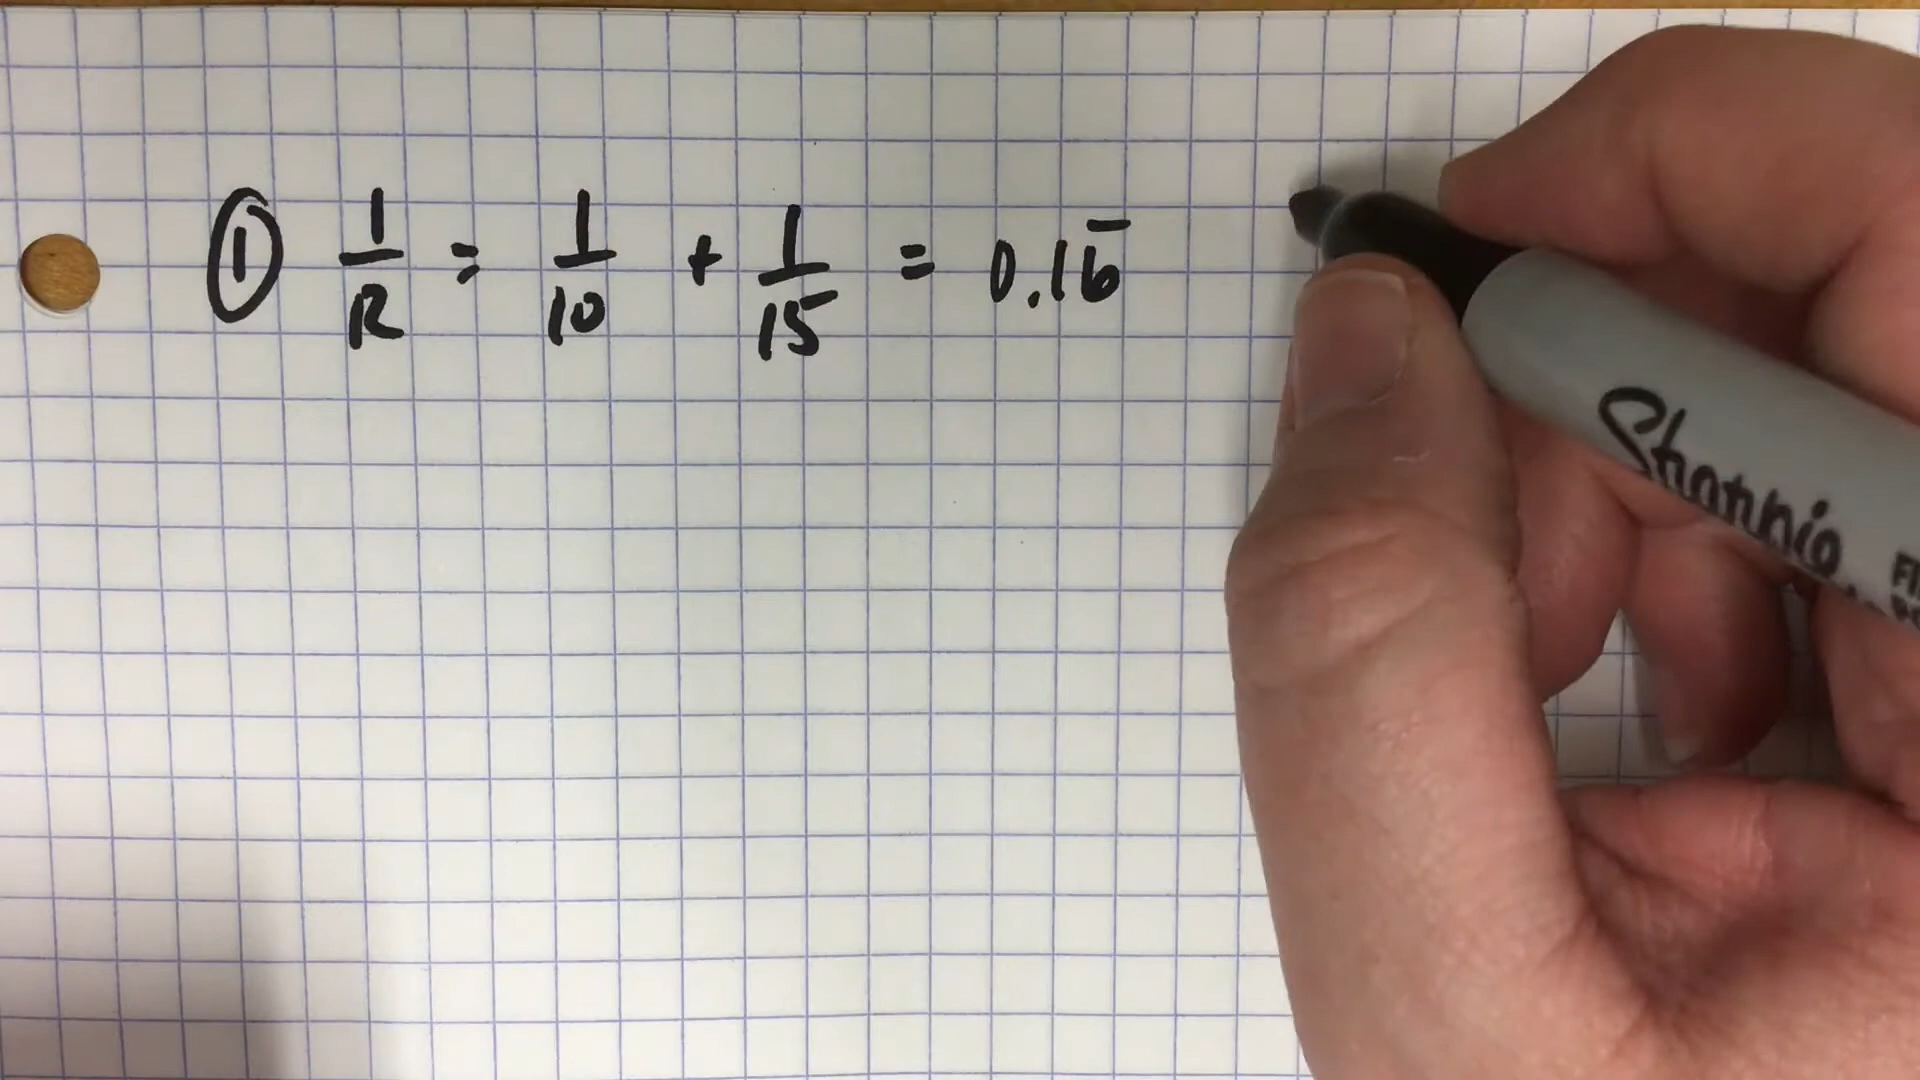 ① 1/R = 1/10 + 1/15 = 0.16̅
Sharpie